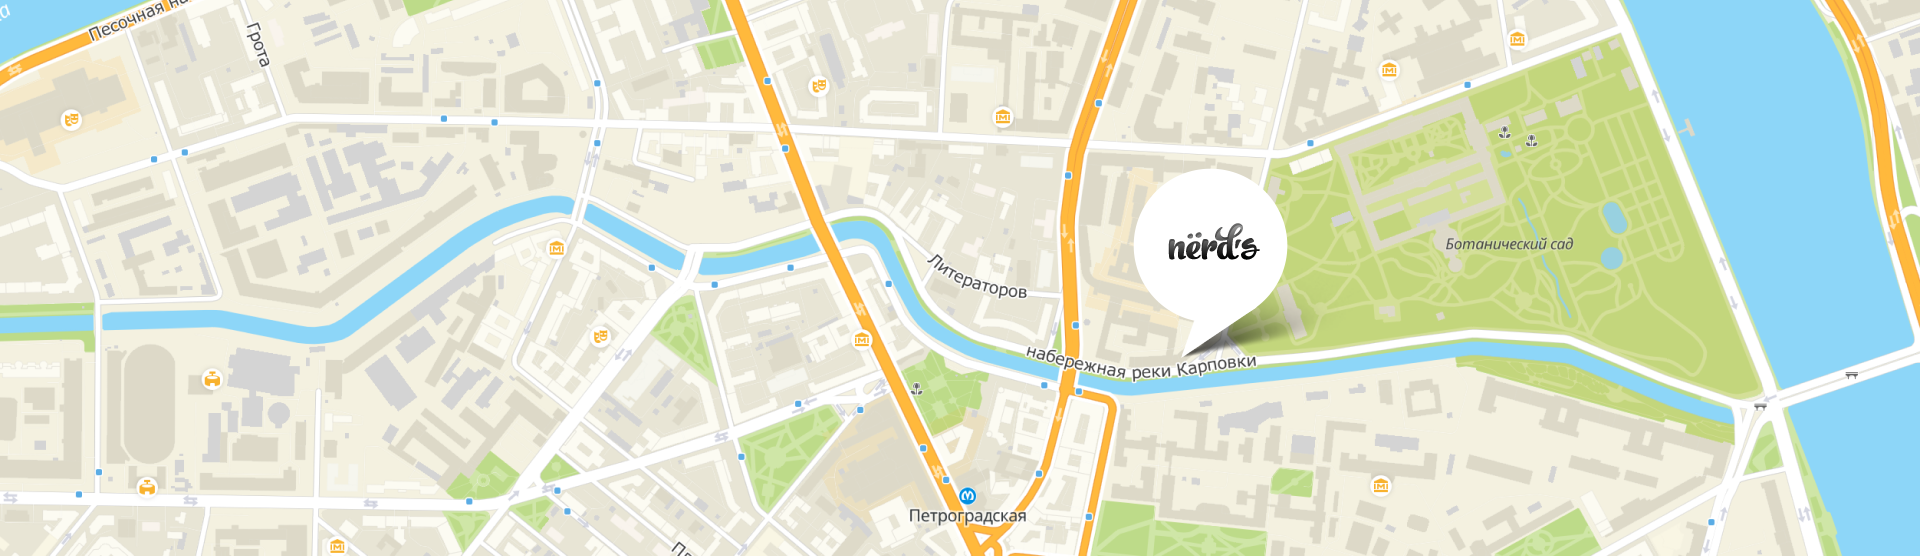 Песочная на
Грота
Литераторов
nërd's
Ботанический сад
набережная реки Карповки
Петроградская